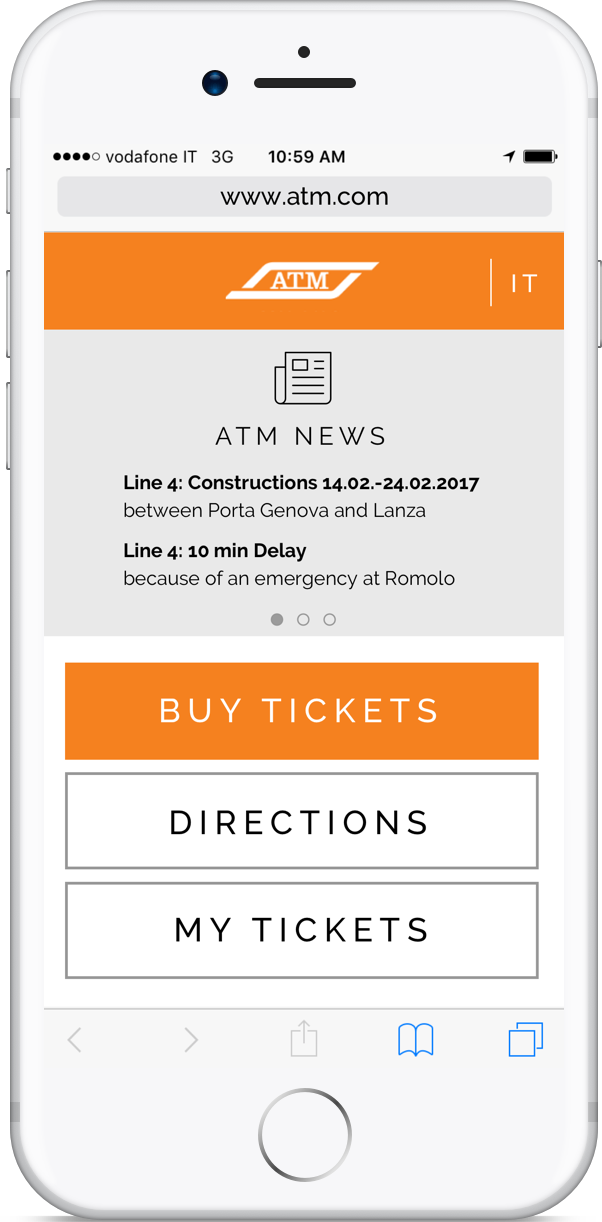 vodafone IT 3G 10:59 AM
www.atm.com
ATM
IT
ATM NEWS
Line 4: Constructions 14.02.-24.02.2017
between Porta Genova and Lanza
Line 4: 10 min Delay
because of an emergency at Romolo
BUY TICKETS
DIRECTIONS
MY TICKETS